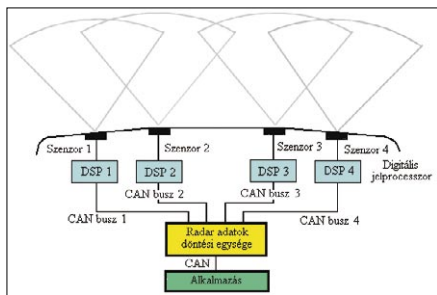 Szenzor 1
Szenzor 2
Szenzor 3
Szenzor 4
Digitális
jelprocesszor
DSP 1
DSP 2
DSP 3
DSP 4
CAN busz 2
CAN busz 3
CAN busz 1
CAN busz 4
Radar adatok
döntési egysége
CAN
Alkalmazás